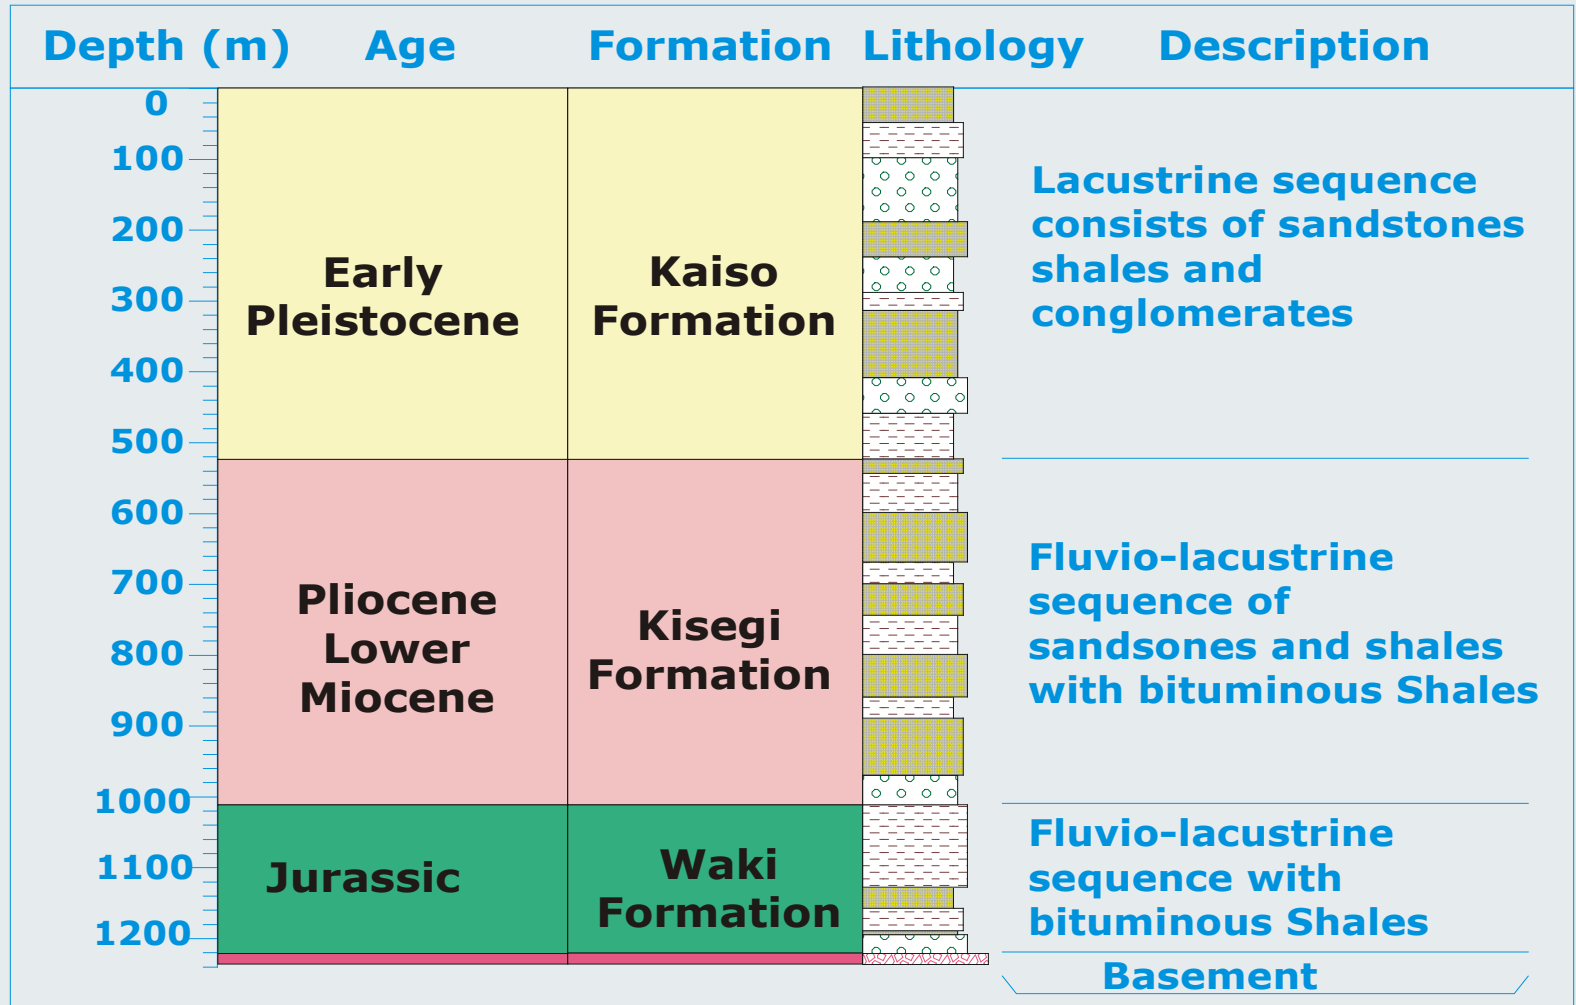 Depth (m) Age Formation Lithology Description
0
100
200
300
400
500
600
700
800
900
1000
1100
1200
Early
Pleistocene
Kaiso
Formation
Lacustrine sequence
consists of sandstones
shales and
conglomerates
Pliocene
Lower
Miocene
Kisegi
Formation
Fluvio-lacustrine
sequence of
sandsones and shales
with bituminous Shales
Jurassic
Waki
Formation
Fluvio-lacustrine
sequence with
bituminous Shales
Basement